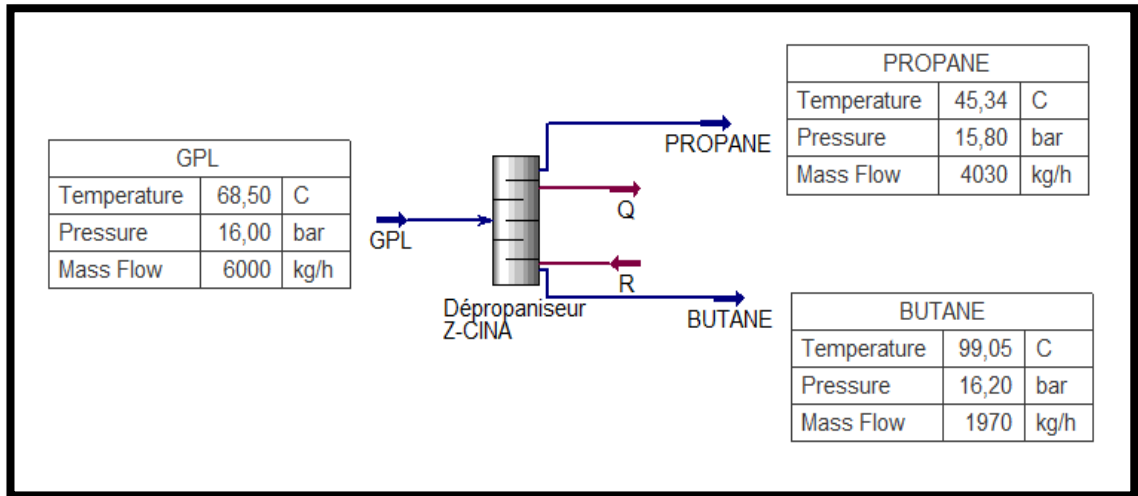 GPL
Temperature 68,50 C
Pressure 16,00 bar
Mass Flow 6000 kg/h
GPL
Dépropaniseur
Z-CINA
PROPANE
Q
R
BUTANE
PROPANE
Temperature 45,34 C
Pressure 15,80 bar
Mass Flow 4030 kg/h
BUTANE
Temperature 99,05 C
Pressure 16,20 bar
Mass Flow 1970 kg/h